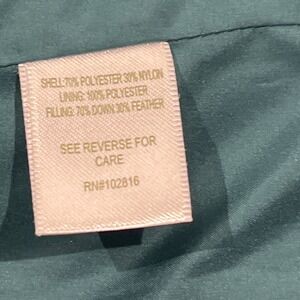 SHELL:70% POLYESTER 30% NYLON
LINING: 100% POLYESTER
FILLING: 70% DOWN 30% FEATHER
SEE REVERSE FOR
CARE
RN#102816